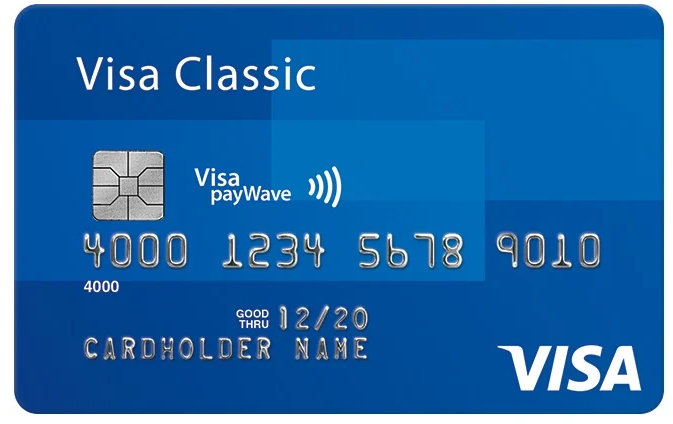 Visa Classic
Visa
payWave
4000 1234 5678 9010
4000
GOOD
THRU 12/20
CARDHOLDER NAME
VISA